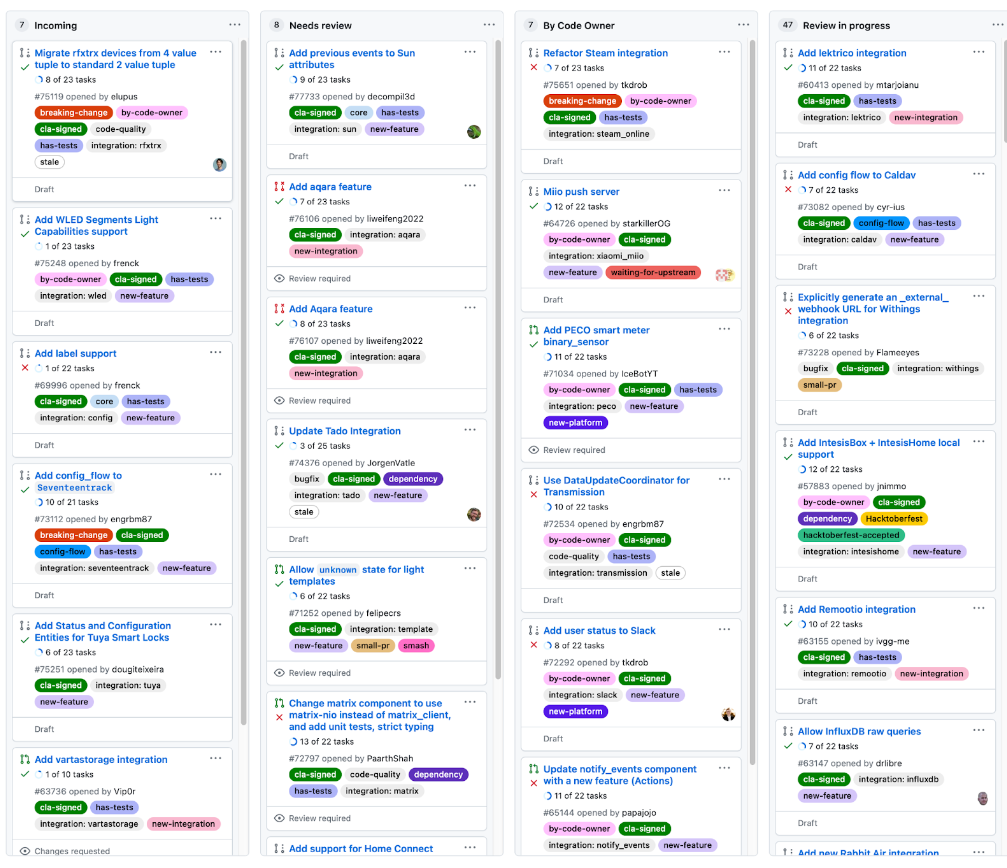 7 Incoming
Migrate rfxtrx devices from 4 value
tuple to standard 2 value tuple
8 of 23 tasks
#75119 opened by elupus
breaking-change by-code-owner
cla-signed code-quality
has-tests integration: rfxtrx
stale
Draft
Add WLED Segments Light
Capabilities support
1 of 23 tasks
#75248 opened by frenck
by-code-owner cla-signed has-tests
integration: wled new-feature
Draft
Add label support
1 of 22 tasks
#69996 opened by frenck
cla-signed core has-tests
integration: config new-feature
Draft
Add config_flow to
Seventeentrack
10 of 21 tasks
#73112 opened by engrbm87
breaking-change cla-signed
config-flow has-tests
integration: seventeentrack new-feature
Draft
Add Status and Configuration
Entities for Tuya Smart Locks
6 of 23 tasks
#75251 opened by dougiteixeira
cla-signed integration: tuya
new-feature
Draft
Add vartastorage integration
1 of 10 tasks
#63736 opened by Vip0r
cla-signed has-tests
integration: vartastorage new-integration
Changes requested
8 Needs review
Add previous events to Sun
attributes
9 of 23 tasks
#77733 opened by decompil3d
cla-signed core has-tests
integration: sun new-feature
Draft
Add aqara feature
7 of 23 tasks
#76106 opened by liweifeng2022
cla-signed integration: aqara
new-integration
Review required
Add Aqara feature
8 of 23 tasks
#76107 opened by liweifeng2022
cla-signed integration: aqara
new-integration
Review required
Update Tado Integration
3 of 25 tasks
#74376 opened by JorgenVatle
bugfix cla-signed dependency
integration: tado new-feature
stale
Draft
Allow unknown state for light
templates
6 of 22 tasks
#71252 opened by felipecrs
cla-signed integration: template
new-feature small-pr smash
Review required
Change matrix component to use
matrix-nio instead of matrix_client,
and add unit tests, strict typing
13 of 22 tasks
#72797 opened by PaarthShah
cla-signed code-quality dependency
has-tests integration: matrix
Review required
Add support for Home Connect
7 By Code Owner
Refactor Steam integration
7 of 23 tasks
#75651 opened by tkdrob
breaking-change by-code-owner
cla-signed has-tests
integration: steam_online
Draft
Miio push server
12 of 22 tasks
#64726 opened by starkillerOG
by-code-owner cla-signed
integration: xiaomi_miio
new-feature waiting-for-upstream
Draft
Add PECO smart meter
binary_sensor
11 of 22 tasks
#71034 opened by IceBotYT
by-code-owner cla-signed has-tests
integration: peco new-feature
new-platform
Review required
Use DataUpdateCoordinator for
Transmission
10 of 22 tasks
#72534 opened by engrbm87
by-code-owner cla-signed
code-quality has-tests
integration: transmission stale
Draft
Add user status to Slack
8 of 22 tasks
#72292 opened by tkdrob
by-code-owner cla-signed
integration: slack new-feature
new-platform
Draft
Update notify_events component
with a new feature (Actions)
11 of 22 tasks
#65144 opened by papajojo
by-code-owner cla-signed
integration: notify_events new-feature
47 Review in progress
Add lektrico integration
11 of 22 tasks
#60413 opened by mtarjoianu
cla-signed has-tests
integration: lektrico new-integration
Draft
Add config flow to Caldav
7 of 22 tasks
#73082 opened by cyr-ius
cla-signed config-flow has-tests
integration: caldav new-feature
Draft
Explicitly generate an _external_
webhook URL for Withings
integration
6 of 22 tasks
#73228 opened by Flameeyes
bugfix cla-signed integration: withings
small-pr
Draft
Add IntesisBox + IntesisHome local
support
12 of 22 tasks
#57883 opened by jnimmo
by-code-owner cla-signed
dependency Hacktoberfest
hacktoberfest-accepted
integration: intesishome new-feature
Draft
Add Remootio integration
10 of 22 tasks
#63155 opened by ivgg-me
cla-signed has-tests
integration: remootio new-integration
Draft
Allow InfluxDB raw queries
7 of 22 tasks
#63147 opened by drlibre
cla-signed integration: influxdb
new-feature
Draft
Add new Rabbit Air integration